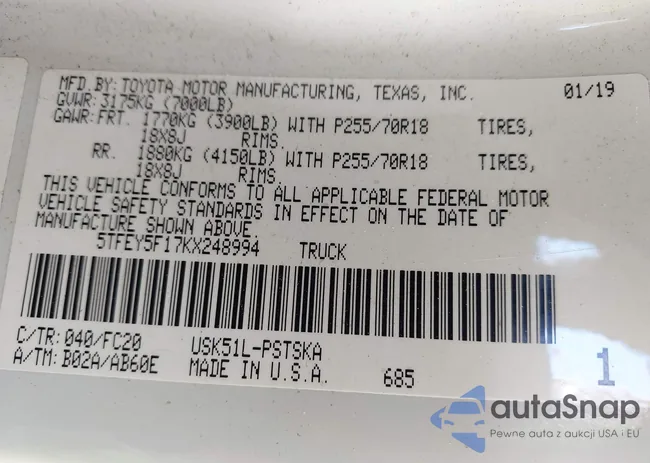 MFD.BY:TOYOTA MOTOR MANUFACTURING, TEXAS, INC. 01/19
GVWR:3175KG (7000LB)
GAWR:FRT. 1770KG (3900LB) WITH P255/70R18 TIRES,
18X8J RIMS.
RR. 1880KG (4150LB) WITH P255/70R18 TIRES,
18X8J RIMS.
THIS VEHICLE CONFORMS TO ALL APPLICABLE FEDERAL MOTOR
VEHICLE SAFETY STANDARDS IN EFFECT ON THE DATE OF
MANUFACTURE SHOWN ABOVE.
5TFEY5F17KX248994 TRUCK
C/TR: 040/FC20 USK51L-PSTSKA
A/TM: B02A/AB60E MADE IN U.S.A. 685 1
autaSnap
Pewne auta z aukcji USA i EU